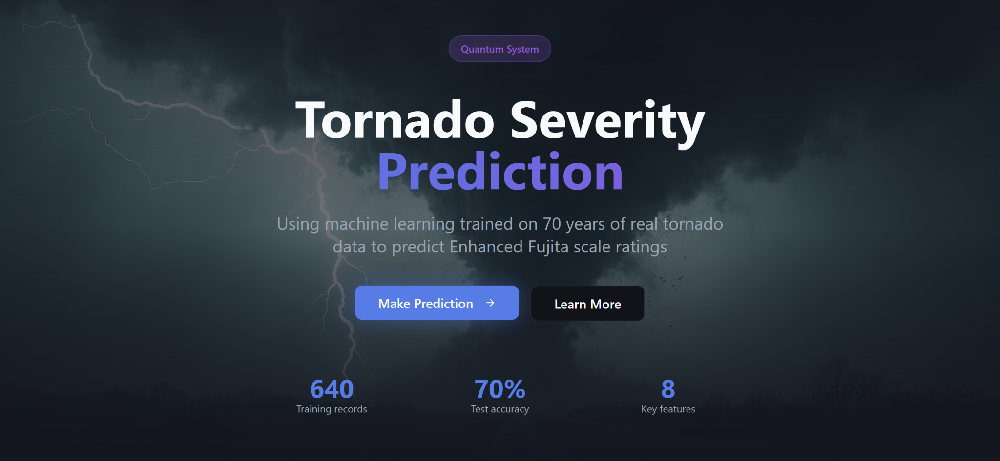 Quantum System
Tornado Severity
Prediction
Using machine learning trained on 70 years of real tornado
data to predict Enhanced Fujita scale ratings
Make Prediction →
Learn More
640
Training records
70%
Test accuracy
8
Key features